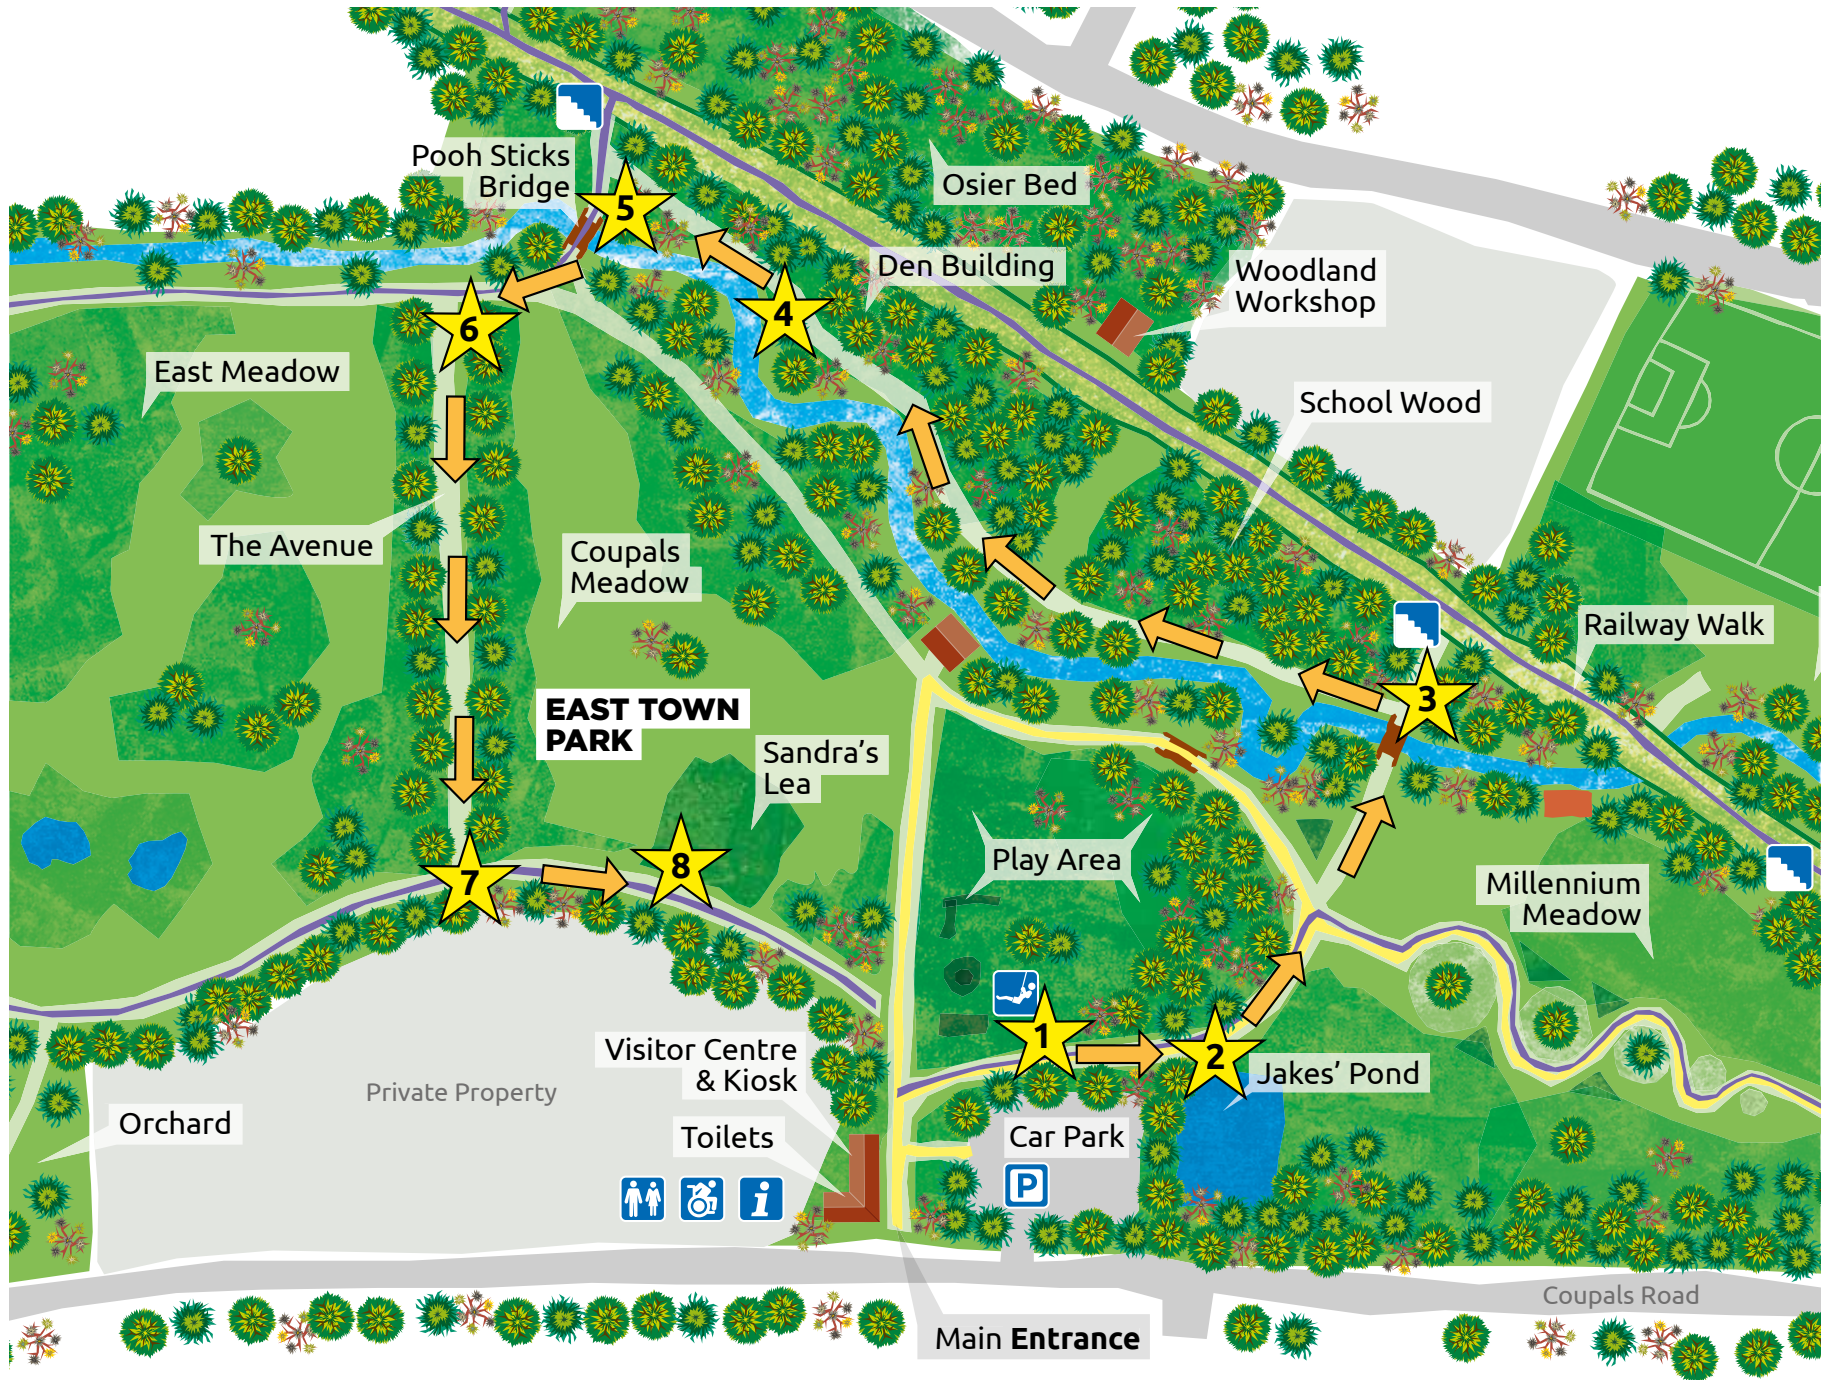 Pooh Sticks
Bridge
5
Osier Bed
Den Building
Woodland
Workshop
4
6
East Meadow
School Wood
The Avenue
Coupals
Meadow
Railway Walk
3
EAST TOWN
PARK
Sandra’s
Lea
Play Area
8
7
Millennium
Meadow
1
2
Visitor Centre
& Kiosk
Jakes’ Pond
Private Property
Orchard
Toilets
Car Park
P
i
Coupals Road
Main Entrance